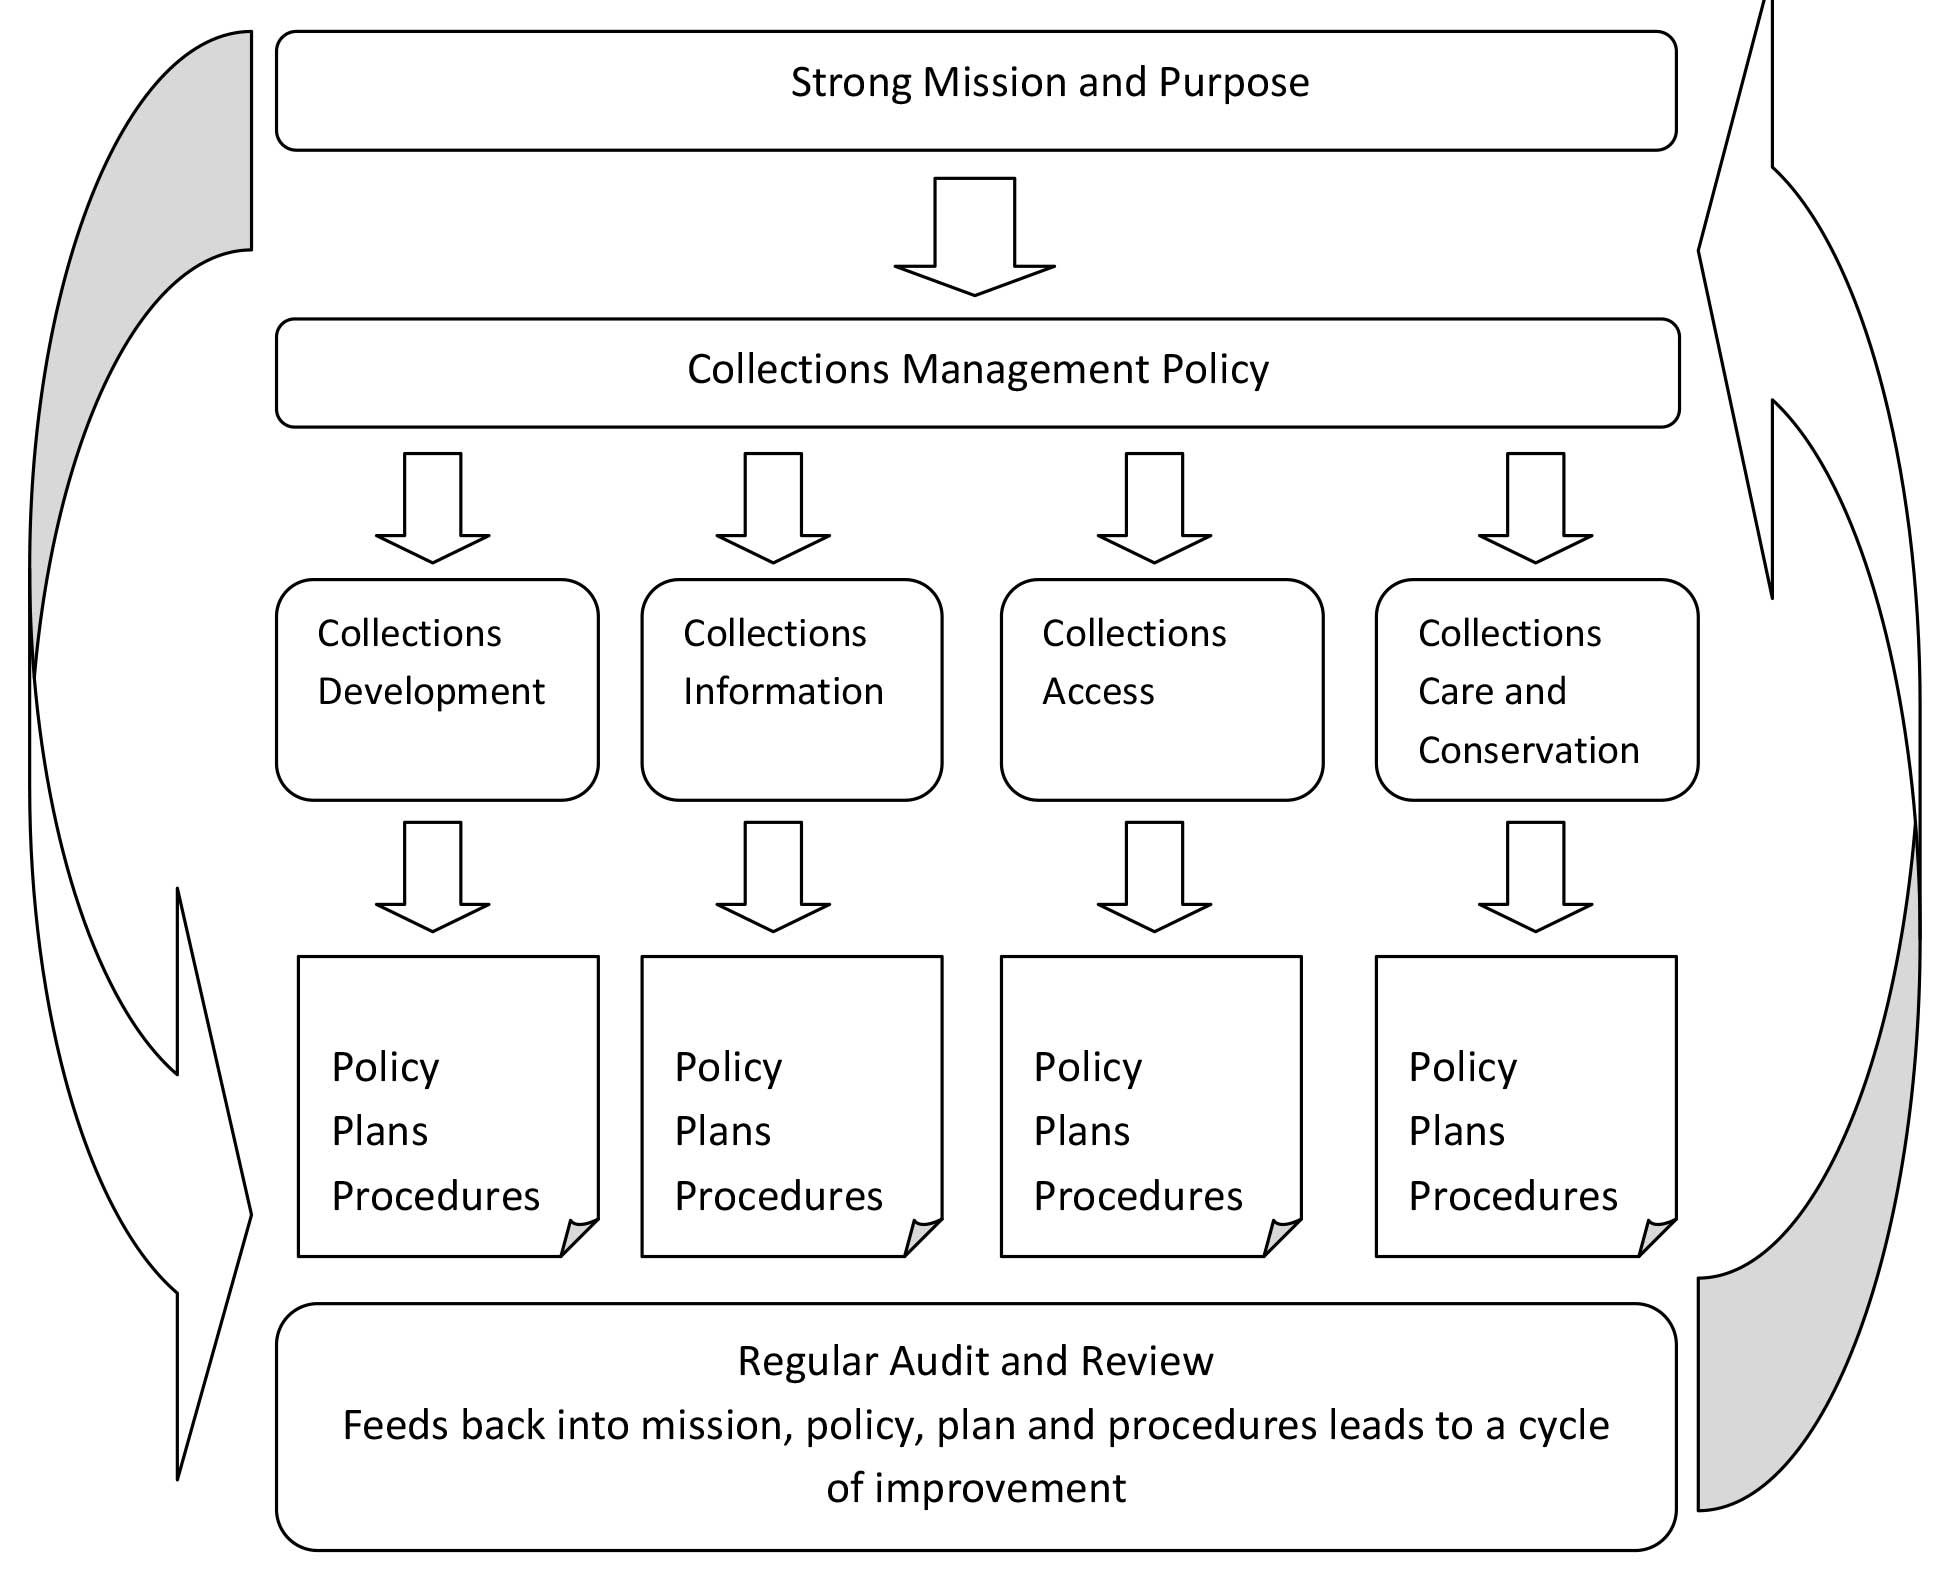 Strong Mission and Purpose
Collections Management Policy
Collections
Development
Collections
Information
Collections
Access
Collections
Care and
Conservation
Policy
Plans
Procedures
Policy
Plans
Procedures
Policy
Plans
Procedures
Policy
Plans
Procedures
Regular Audit and Review
Feeds back into mission, policy, plan and procedures leads to a cycle
of improvement